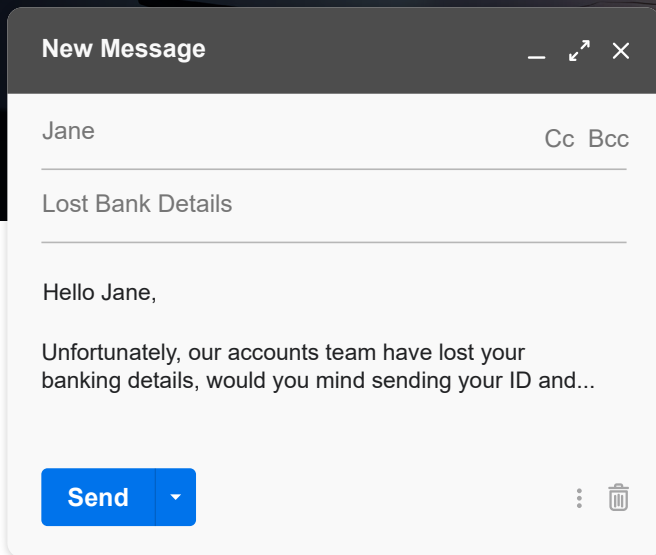 New Message
Jane
Cc Bcc
Lost Bank Details
Hello Jane,
Unfortunately, our accounts team have lost your
banking details, would you mind sending your ID and...
Send